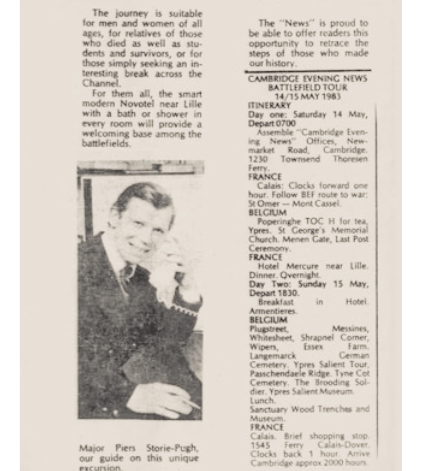 The journey is suitable
for men and women of all
ages, for relatives of those
who died as well as stu-
dents and survivors, or for
those simply seeking an in-
teresting break across the
Channel.
For them all, the smart
modern Novotel near Lille
with a bath or shower in
every room will provide a
welcoming base among the
battlefields.
Major Piers Storie-Pugh,
our guide on this unique
excursion.
The "News" is proud to
be able to offer readers this
opportunity to retrace the
steps of those who made
our history.
CAMBRIDGE EVENING NEWS
BATTLEFIELD TOUR
14/15 MAY 1983
ITINERARY
Day one: Saturday 14 May,
Depart 0700
Assemble "Cambridge Even-
ing News" Offices, New-
market Road, Cambridge.
1230 Townsend Thoresen
Ferry.
FRANCE
Calais: Clocks forward one
hour. Follow BEF route to war:
St Omer — Mont Cassel.
BELGIUM
Poperinghe TOC H for tea,
Ypres. St George's Memorial
Church. Menen Gate, Last Post
Ceremony.
FRANCE
Hotel Mercure near Lille.
Dinner. Overnight.
Day Two: Sunday 15 May,
Depart 1830.
Breakfast in Hotel.
Armentieres.
BELGIUM
Plugstreet, Messines,
Whitesheet, Shrapnel Corner,
Wipers, Essex Farm.
Langemarck German
Cemetery. Ypres Salient Tour,
Passchendaele Ridge. Tyne Cot
Cemetery. The Brooding Sol-
dier. Ypres Salient Museum.
Lunch.
Sanctuary Wood Trenches and
Museum.
FRANCE
Calais. Brief shopping stop.
1545 Ferry Calais-Dover.
Clocks back 1 hour. Arrive
Cambridge approx 2000 hours.